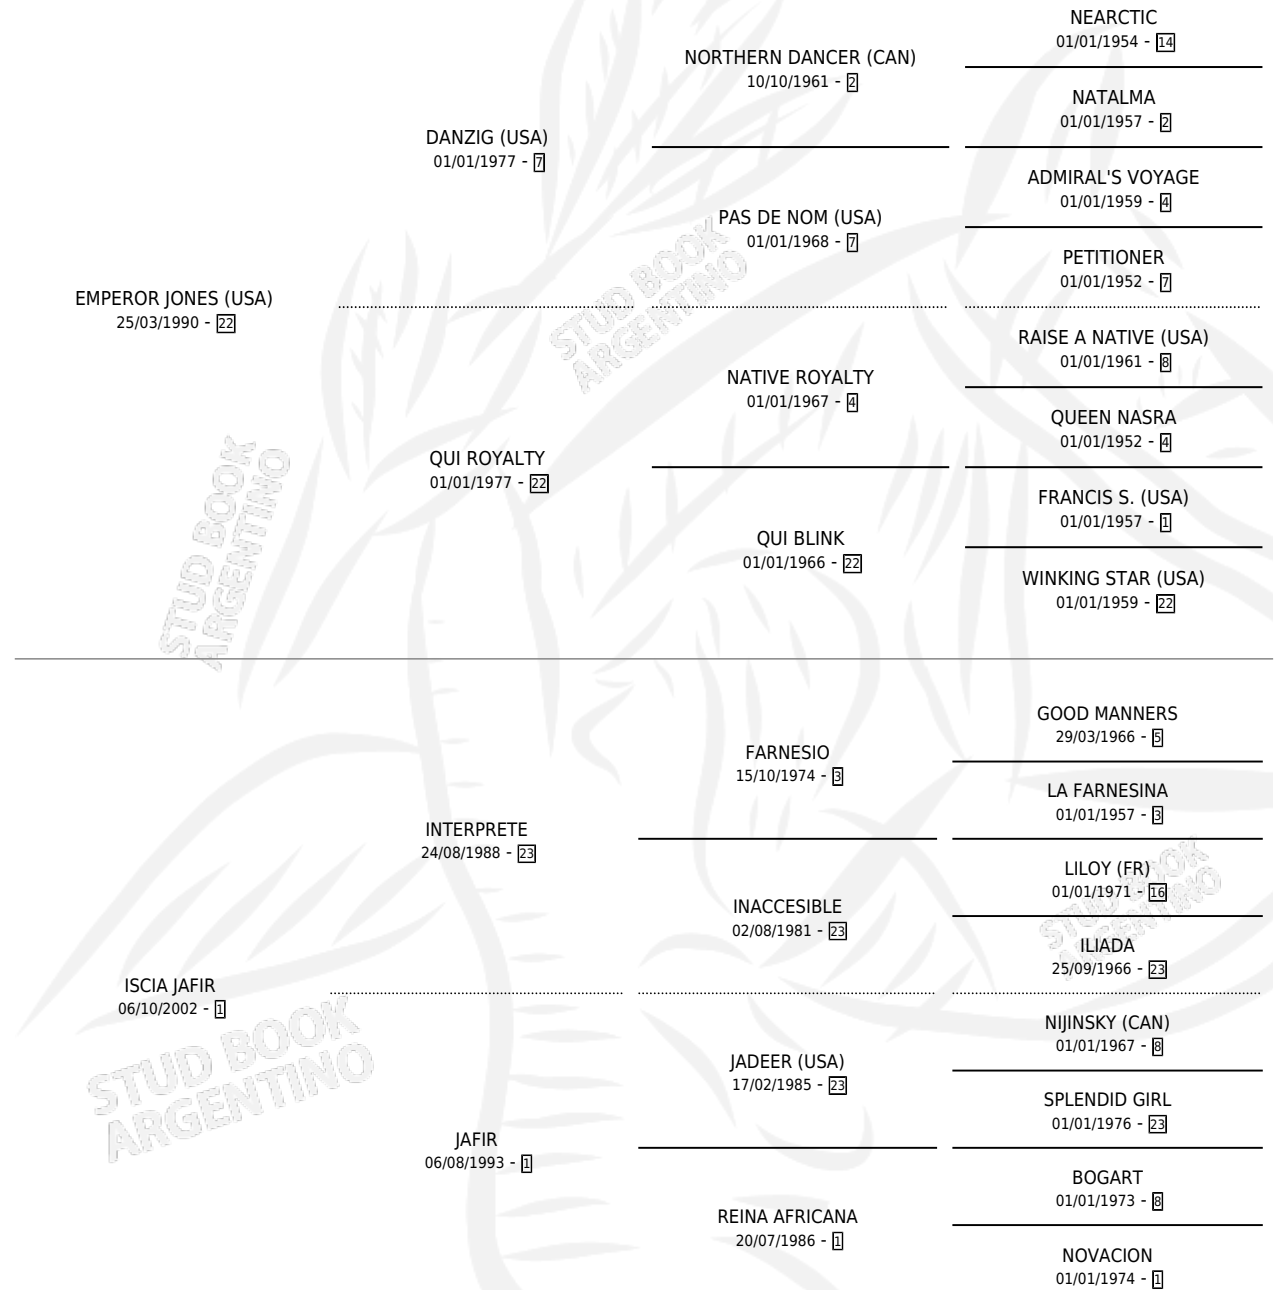 NEARCTIC
01/01/1954 - 14
NORTHERN DANCER (CAN)
10/10/1961 - 2
NATALMA
01/01/1957 - 2
DANZIG (USA)
01/01/1977 - 7
ADMIRAL'S VOYAGE
01/01/1959 - 4
PAS DE NOM (USA)
01/01/1968 - 7
PETITIONER
01/01/1952 - 7
EMPEROR JONES (USA)
25/03/1990 - 22
STUD BOOK
ARGENTINO
RAISE A NATIVE (USA)
01/01/1961 - 8
NATIVE ROYALTY
01/01/1967 - 4
QUEEN NASRA
01/01/1952 - 4
QUI ROYALTY
01/01/1977 - 22
FRANCIS S. (USA)
01/01/1957 - 1
QUI BLINK
01/01/1966 - 22
WINKING STAR (USA)
01/01/1959 - 22
STUD BOOK
ARGENTINO
GOOD MANNERS
29/03/1966 - 5
FARNESIO
15/10/1974 - 3
LA FARNESINA
01/01/1957 - 3
INTERPRETE
24/08/1988 - 23
LILOY (FR)
01/01/1971 - 16
INACCESIBLE
02/08/1981 - 23
STUD BOOK
ARGENTINO
ILIADA
25/09/1966 - 23
ISCIA JAFIR
06/10/2002 - 1
NIJINSKY (CAN)
01/01/1967 - 8
JADEER (USA)
17/02/1985 - 23
STUD BOOK
ARGENTINO
SPLENDID GIRL
01/01/1976 - 23
JAFIR
06/08/1993 - 1
BOGART
01/01/1973 - 8
REINA AFRICANA
20/07/1986 - 1
NOVACION
01/01/1974 - 1